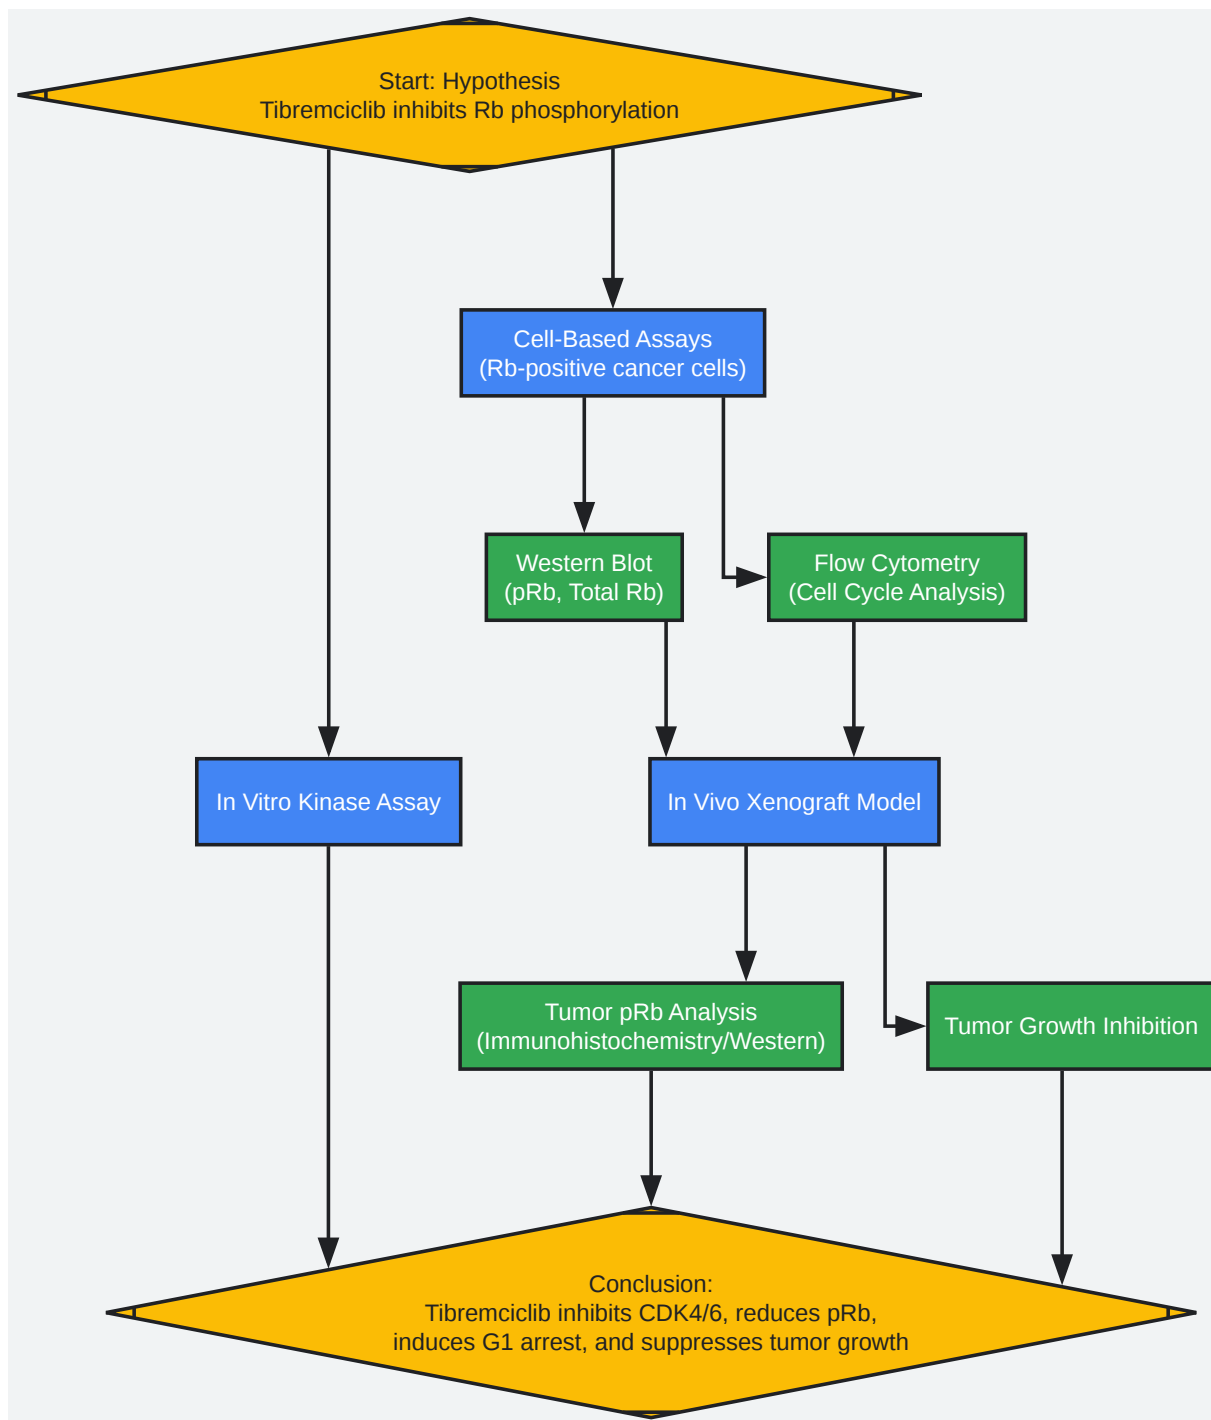 Start: Hypothesis
Tibremciclib inhibits Rb phosphorylation
Cell-Based Assays
(Rb-positive cancer cells)
Western Blot
(pRb, Total Rb)
Flow Cytometry
(Cell Cycle Analysis)
In Vitro Kinase Assay
In Vivo Xenograft Model
Tumor pRb Analysis
(Immunohistochemistry/Western)
Tumor Growth Inhibition
Conclusion:
Tibremciclib inhibits CDK4/6, reduces pRb,
induces G1 arrest, and suppresses tumor growth